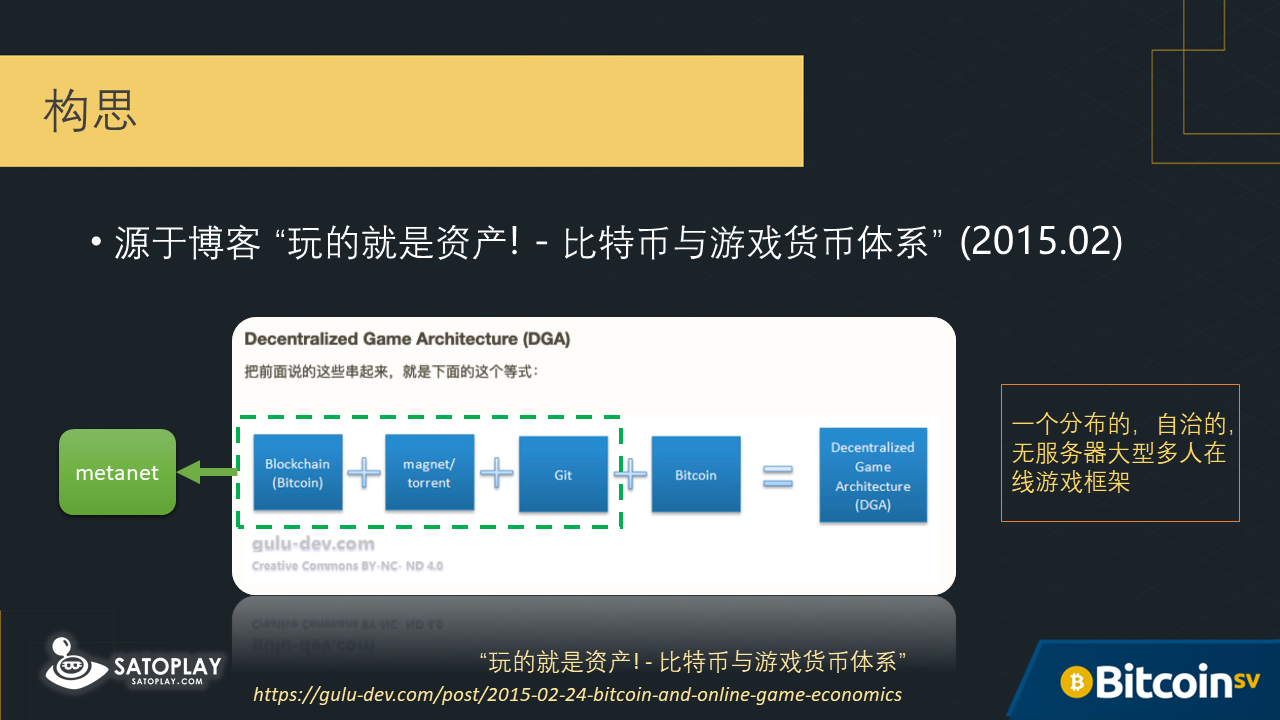 构思
• 源于博客 “玩的就是资产! - 比特币与游戏货币体系” (2015.02)
Decentralized Game Architecture (DGA)
把前面说的这些串起来，就是下面的这个等式：
metanet
Blockchain
(Bitcoin)
+
magnet/
torrent
+
Git
+
Bitcoin
=
Decentralized
Game
Architecture
(DGA)
gulu-dev.com
Creative Commons BY-NC- ND 4.0
一个分布的，自治的,
无服务器大型多人在
线游戏框架
SATOPLAY
SATOPLAY.COM
“玩的就是资产! - 比特币与游戏货币体系”
https://gulu-dev.com/post/2015-02-24-bitcoin-and-online-game-economics
Bitcoin SV